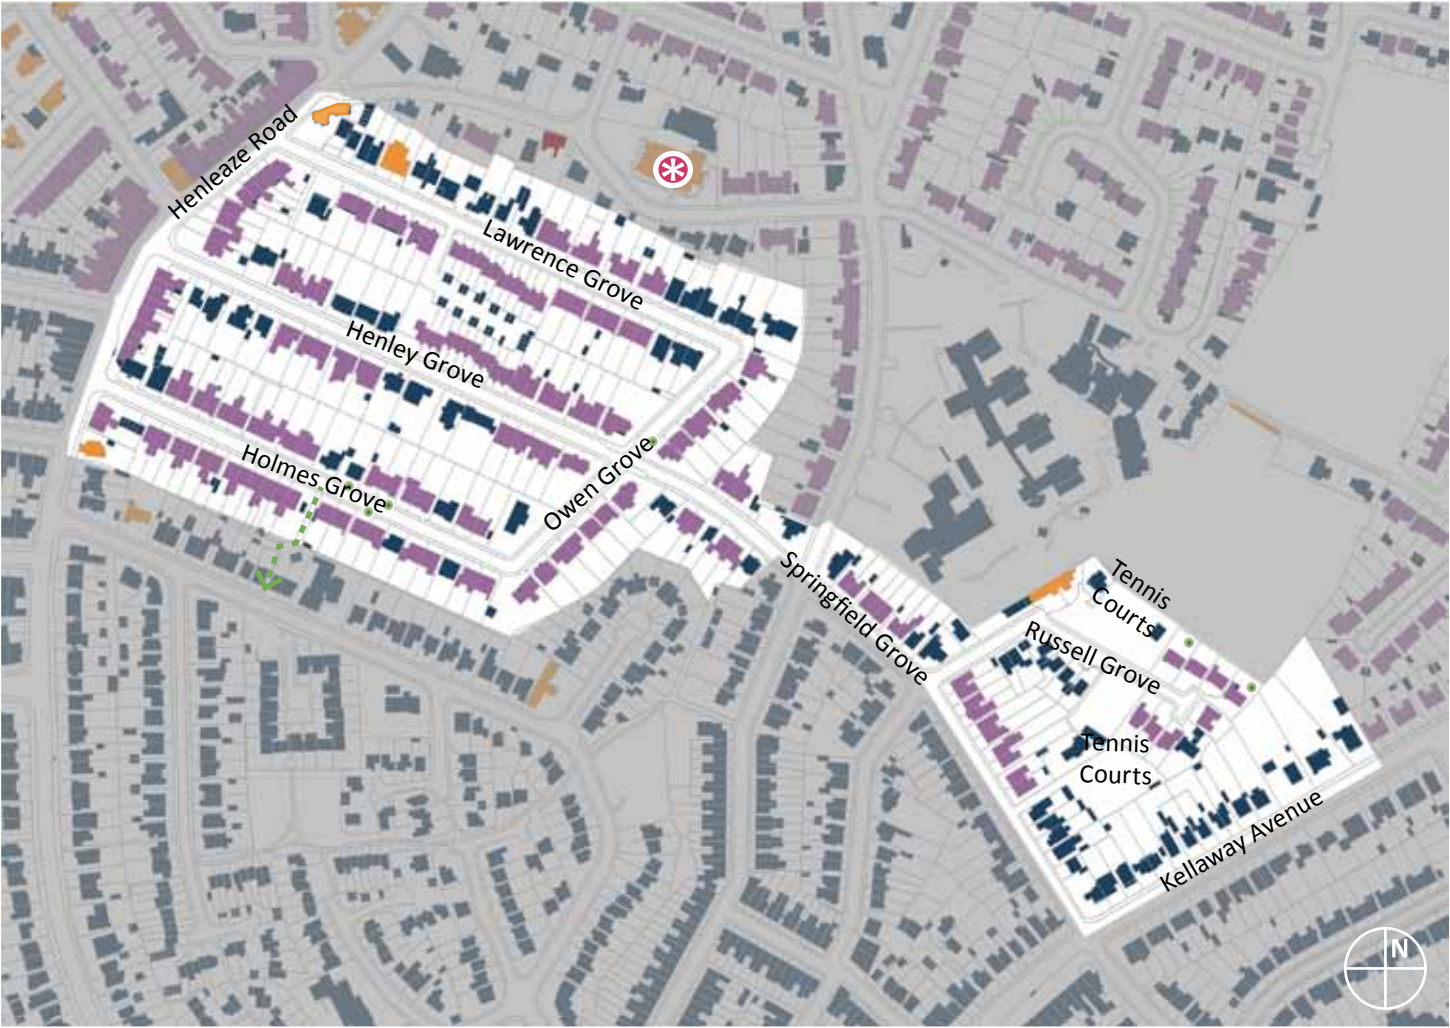 Henleaze Road
Lawrence Grove
Henley Grove
Holmes Grove
Owen Grove
Springfield Grove
Tennis
Courts
Russell Grove
Tennis
Courts
Kellaway Avenue
N